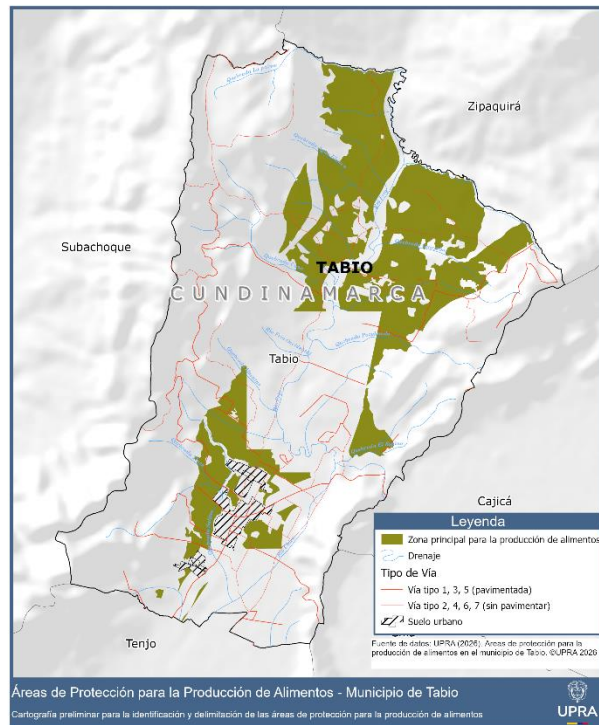 Zipaquirá
Subachoque
TABIO
CUNDINAMARCA
Tabio
Cajicá
Tenjo
Leyenda
Zona principal para la producción de alimentos
Drenaje
Tipo de Vía
Vía tipo 1, 3, 5 (pavimentada)
Vía tipo 2, 4, 6, 7 (sin pavimentar)
Suelo urbano
Fuente de datos: UPRA (2026). Áreas de protección para la
producción de alimentos en el municipio de Tabio. ©UPRA 2026
Áreas de Protección para la Producción de Alimentos - Municipio de Tabio
Cartografía preliminar para la identificación y delimitación de las áreas de protección para la producción de alimentos
UPRA